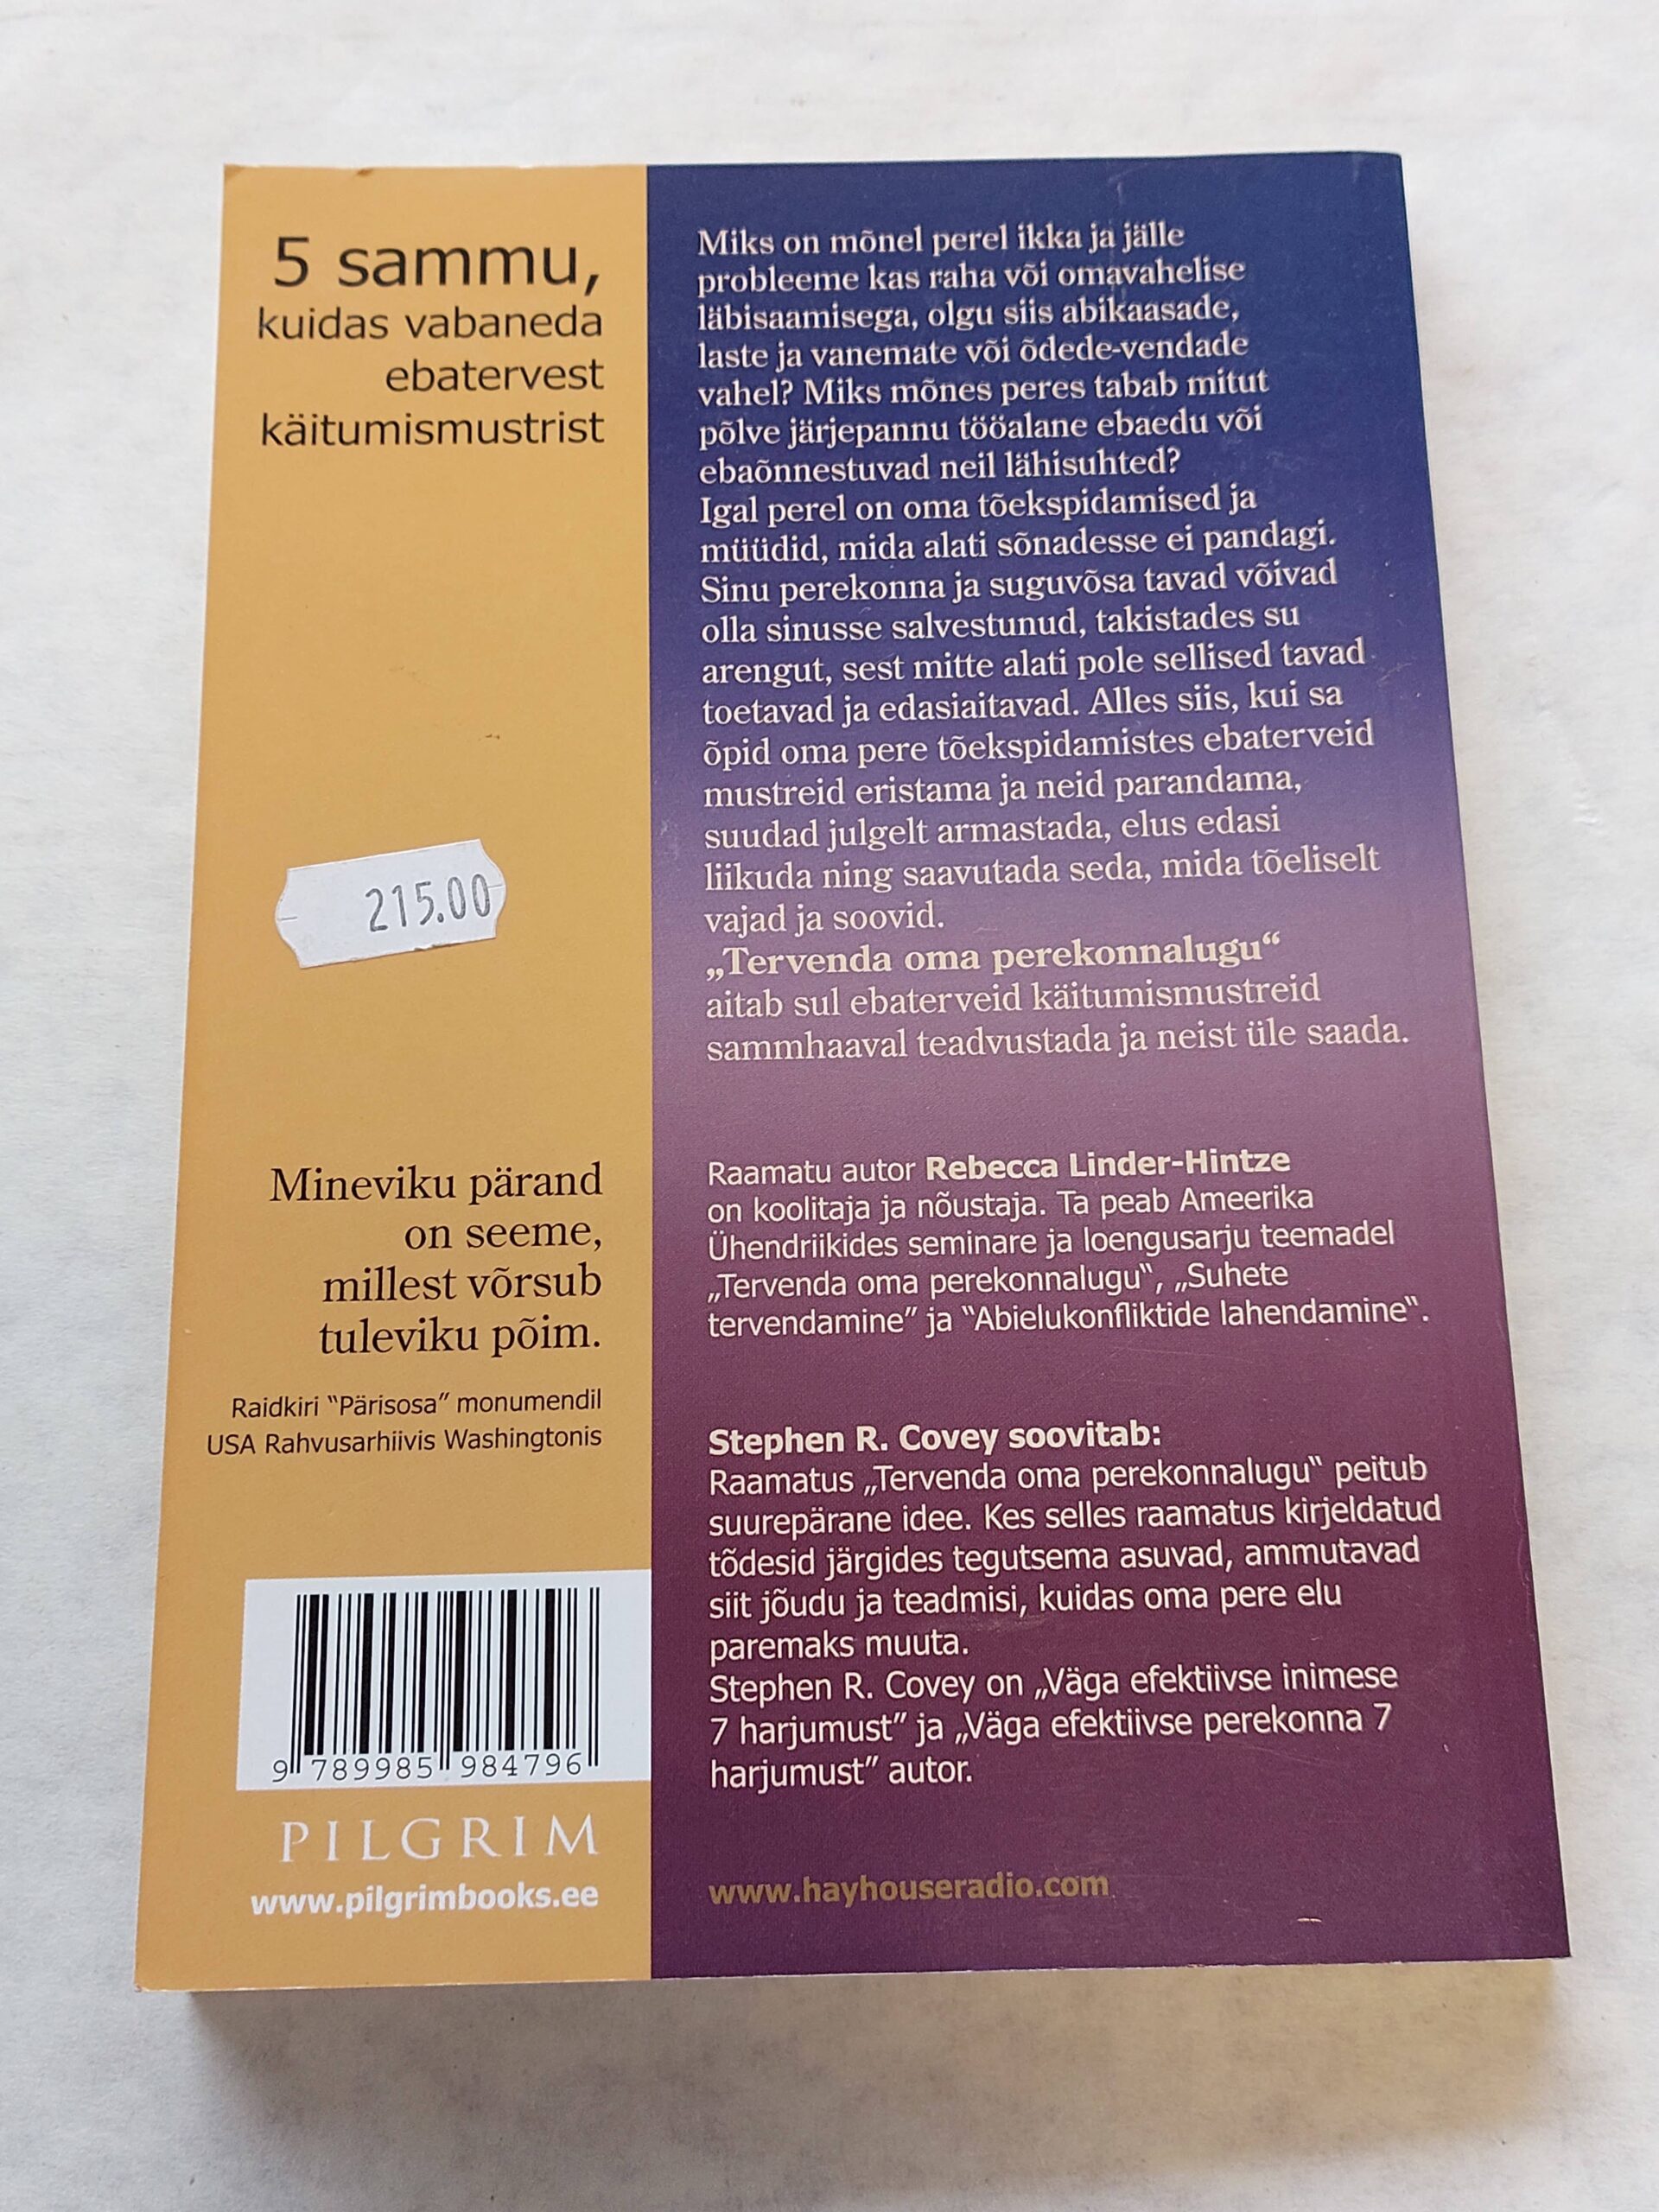 5 sammu,
kuidas vabaneda
ebatervest
käitumismustrist
215.00
Mineviku pärand
on seeme,
millest võrsub
tuleviku põim.
Raidkiri "Pärisosa" monumendil
USA Rahvusarhiivis Washingtonis
9 789985 984796
PILGRIM
www.pilgrimbooks.ee
Miks on mõnel perel ikka ja jälle
probleeme kas raha või omavahelise
läbisaamisega, olgu siis abikaasade,
laste ja vanemate või õdede-vendade
vahel? Miks mõnes peres tabab mitut
põlve järjepannu tööalane ebaedu või
ebaõnnestuvad neil lähisuhted?
Igal perel on oma tõekspidamised ja
müüdid, mida alati sõnadesse ei pandagi.
Sinu perekonna ja suguvõsa tavad võivad
olla sinusse salvestunud, takistades su
arengut, sest mitte alati pole sellised tavad
toetavad ja edasiaitavad. Alles siis, kui sa
õpid oma pere tõekspidamistes ebaterveid
mustreid eristama ja neid parandama,
suudad julgelt armastada, elus edasi
liikuda ning saavutada seda, mida tõeliselt
vajad ja soovid.
„Tervenda oma perekonnalugu“
aitab sul ebaterveid käitumismustreid
sammhaaval teadvustada ja neist üle saada.
Raamatu autor Rebecca Linder-Hintze
on koolitaja ja nõustaja. Ta peab Ameerika
Ühendriikides seminare ja loengusarju teemadel
„Tervenda oma perekonnalugu“, „Suhete
tervendamine” ja “Abielukonfliktide lahendamine“.
Stephen R. Covey soovitab:
Raamatus „Tervenda oma perekonnalugu“ peitub
suurepärane idee. Kes selles raamatus kirjeldatud
tõdesid järgides tegutsema asuvad, ammutavad
siit jõudu ja teadmisi, kuidas oma pere elu
paremaks muuta.
Stephen R. Covey on „Väga efektiivse inimese
7 harjumust” ja „Väga efektiivse perekonna 7
harjumust” autor.
www.hayhouseradio.com